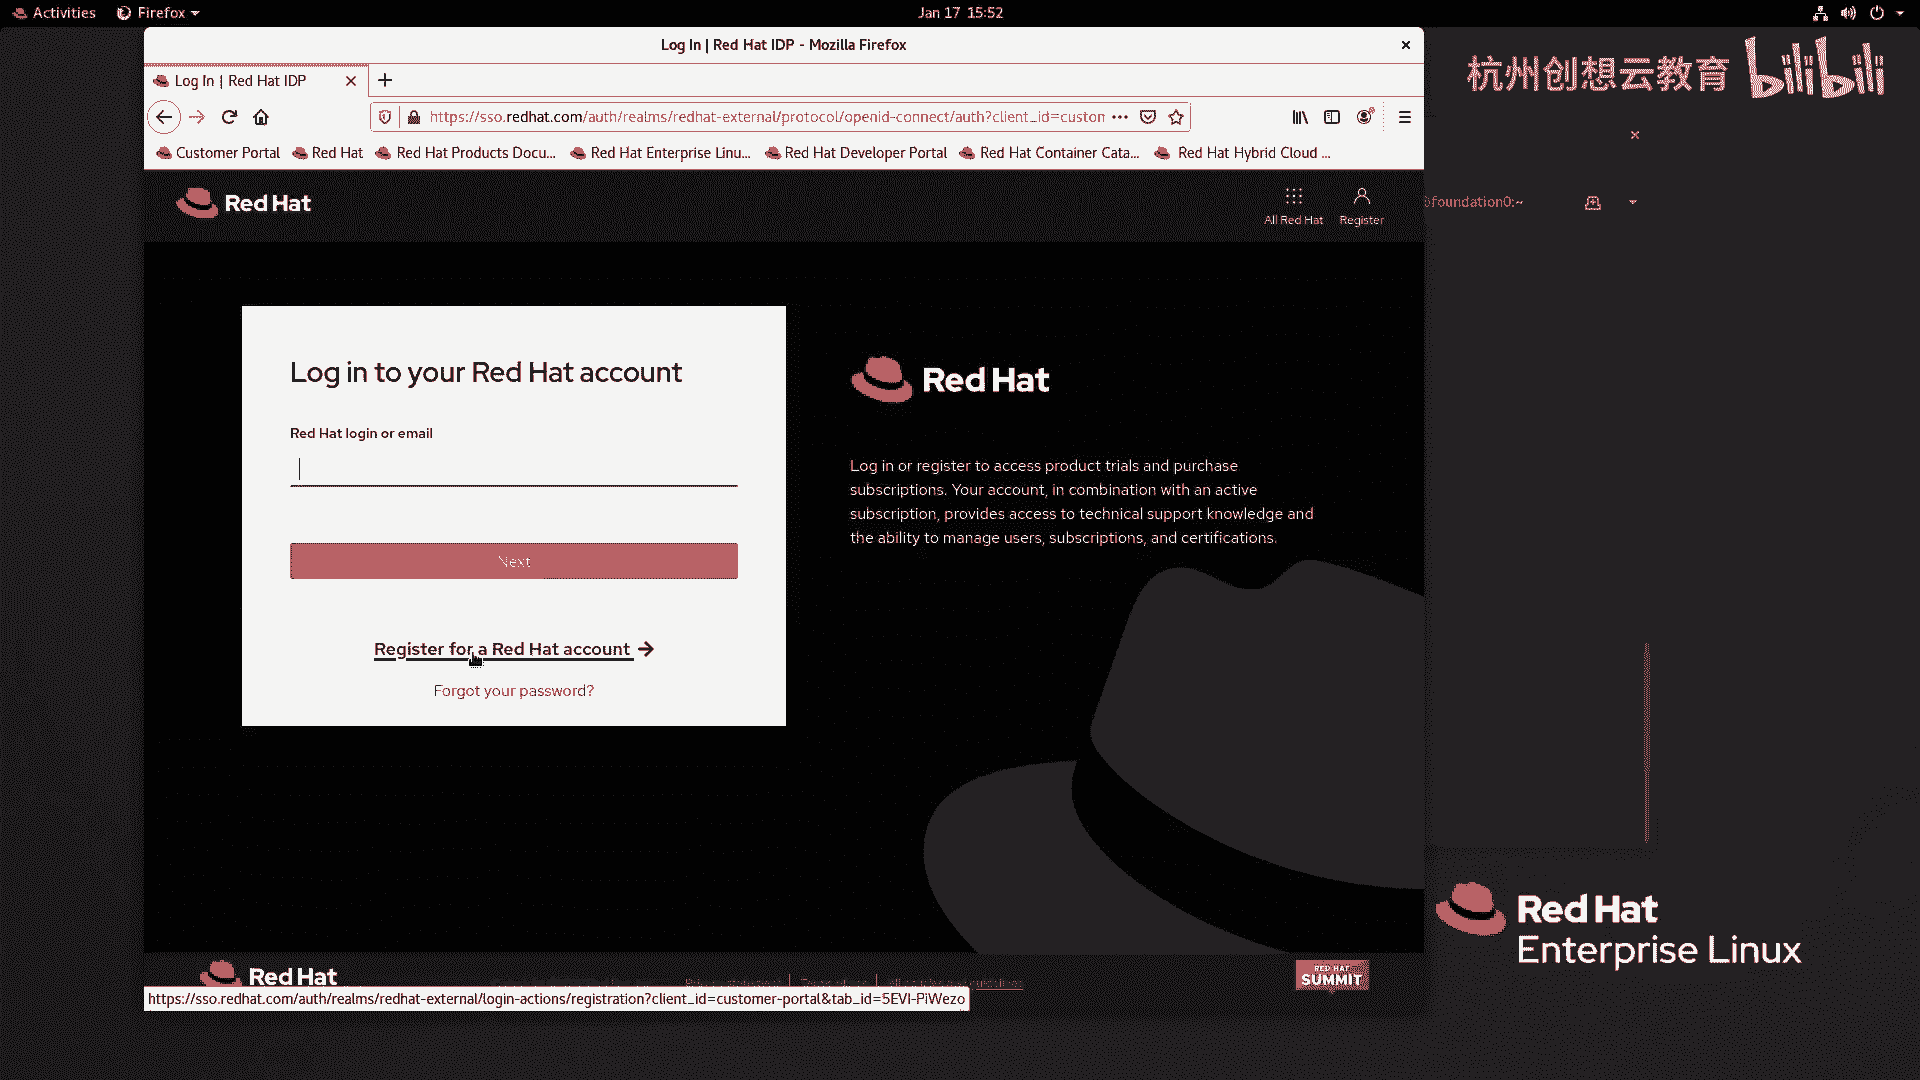 Activities
Firefox
Jan 17 15:52
Log In | Red Hat IDP - Mozilla Firefox
杭州创想云教育 bilibili
Log In | Red Hat IDP
https://sso.redhat.com/auth/realms/redhat-external/protocol/openid-connect/auth?client_id=custom
Customer Portal
Red Hat
Red Hat Products Docu...
Red Hat Enterprise Linu...
Red Hat Developer Portal
Red Hat Container Cata...
Red Hat Hybrid Cloud ...
Red Hat
All Red Hat
Register
foundation0:~
Log in to your Red Hat account
Red Hat login or email
Next
Register for a Red Hat account
Forgot your password?
Red Hat
Log in or register to access product trials and purchase
subscriptions. Your account, in combination with an active
subscription, provides access to technical support knowledge and
the ability to manage users, subscriptions, and certifications.
Red Hat
Enterprise Linux
Red Hat
RED HAT
SUMMIT
https://sso.redhat.com/auth/realms/redhat-external/login-actions/registration?client_id=customer-portal&tab_id=5EVI-PiWezo